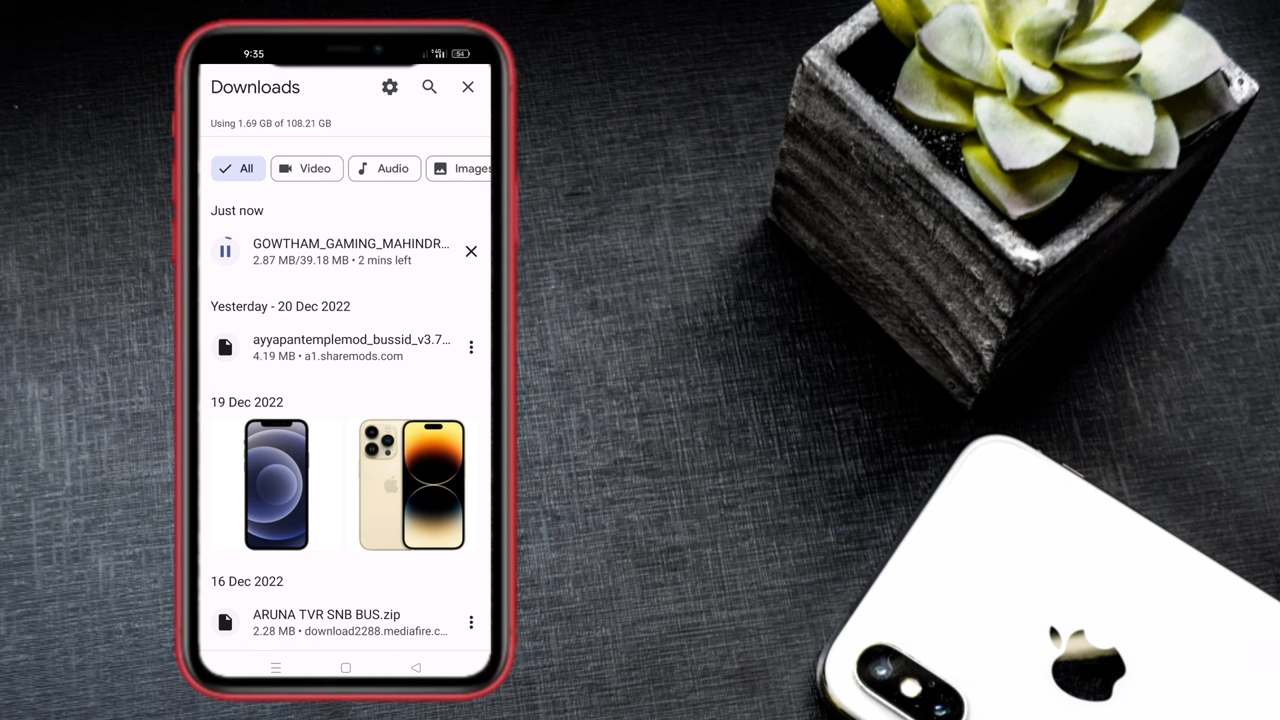 9:35
54
Downloads
Using 1.69 GB of 108.21 GB
All
Video
Audio
Images
Just now
GOWTHAM_GAMING_MAHINDR...
2.87 MB/39.18 MB • 2 mins left
Yesterday - 20 Dec 2022
ayyapantemplemod_bussid_v3.7...
4.19 MB • a1.sharemods.com
19 Dec 2022
16 Dec 2022
ARUNA TVR SNB BUS.zip
2.28 MB • download2288.mediafire.c...